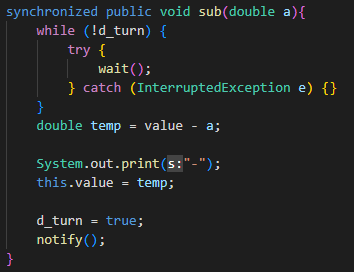 synchronized public void sub(double a){
    while (!d_turn) {
        try {
            wait();
        } catch (InterruptedException e) {}
    }
    double temp = value - a;

    System.out.print(s:"-");
    this.value = temp;

    d_turn = true;
    notify();
}